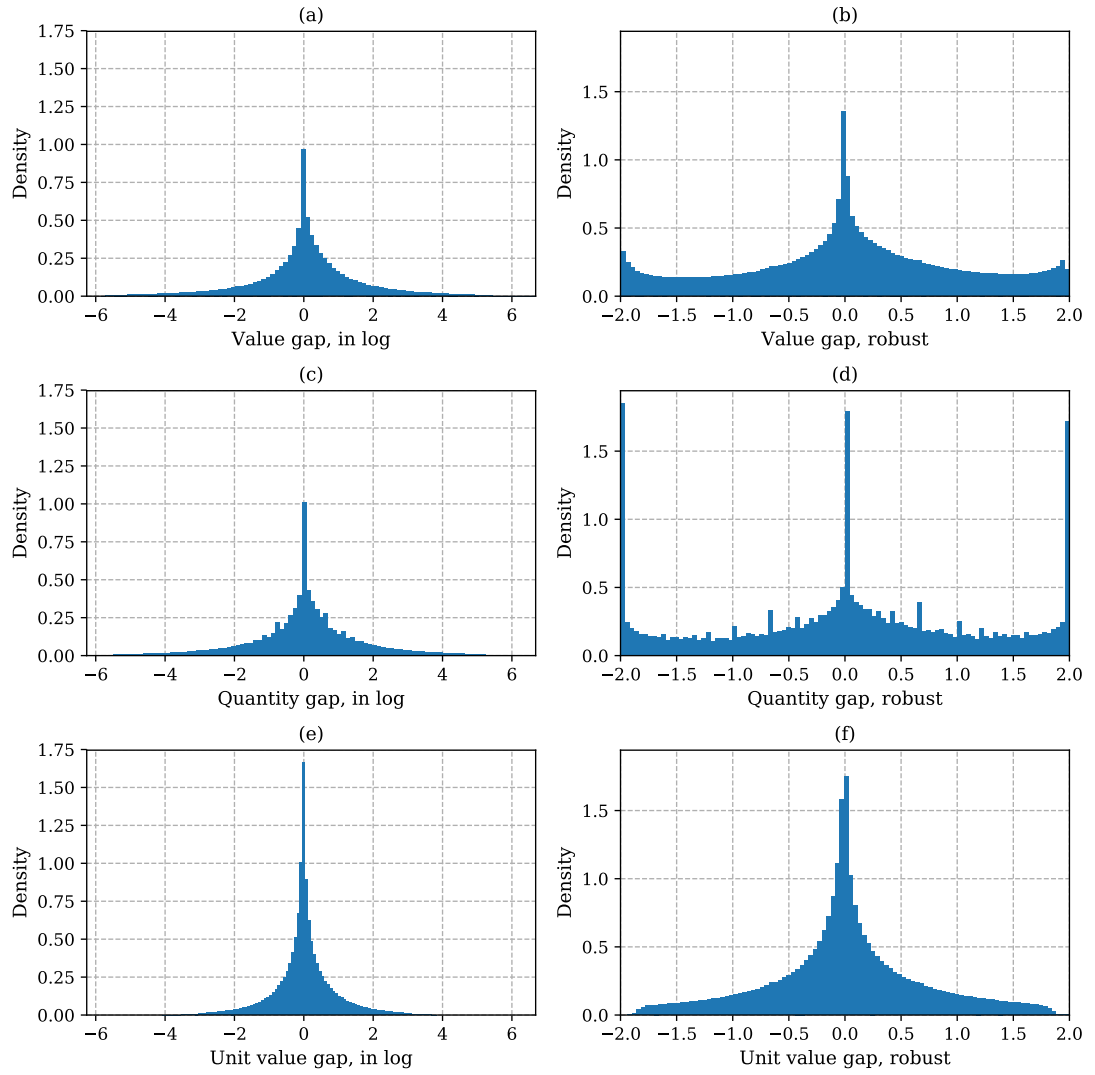 (a)
1.75
1.50
1.25
1.00
0.75
0.50
0.25
0.00
Density
−6 −4 −2 0 2 4 6
Value gap, in log
(b)
1.5
1.0
0.5
0.0
Density
−2.0 −1.5 −1.0 −0.5 0.0 0.5 1.0 1.5 2.0
Value gap, robust
(c)
1.75
1.50
1.25
1.00
0.75
0.50
0.25
0.00
Density
−6 −4 −2 0 2 4 6
Quantity gap, in log
(d)
1.5
1.0
0.5
0.0
Density
−2.0 −1.5 −1.0 −0.5 0.0 0.5 1.0 1.5 2.0
Quantity gap, robust
(e)
1.75
1.50
1.25
1.00
0.75
0.50
0.25
0.00
Density
−6 −4 −2 0 2 4 6
Unit value gap, in log
(f)
1.5
1.0
0.5
0.0
Density
−2.0 −1.5 −1.0 −0.5 0.0 0.5 1.0 1.5 2.0
Unit value gap, robust